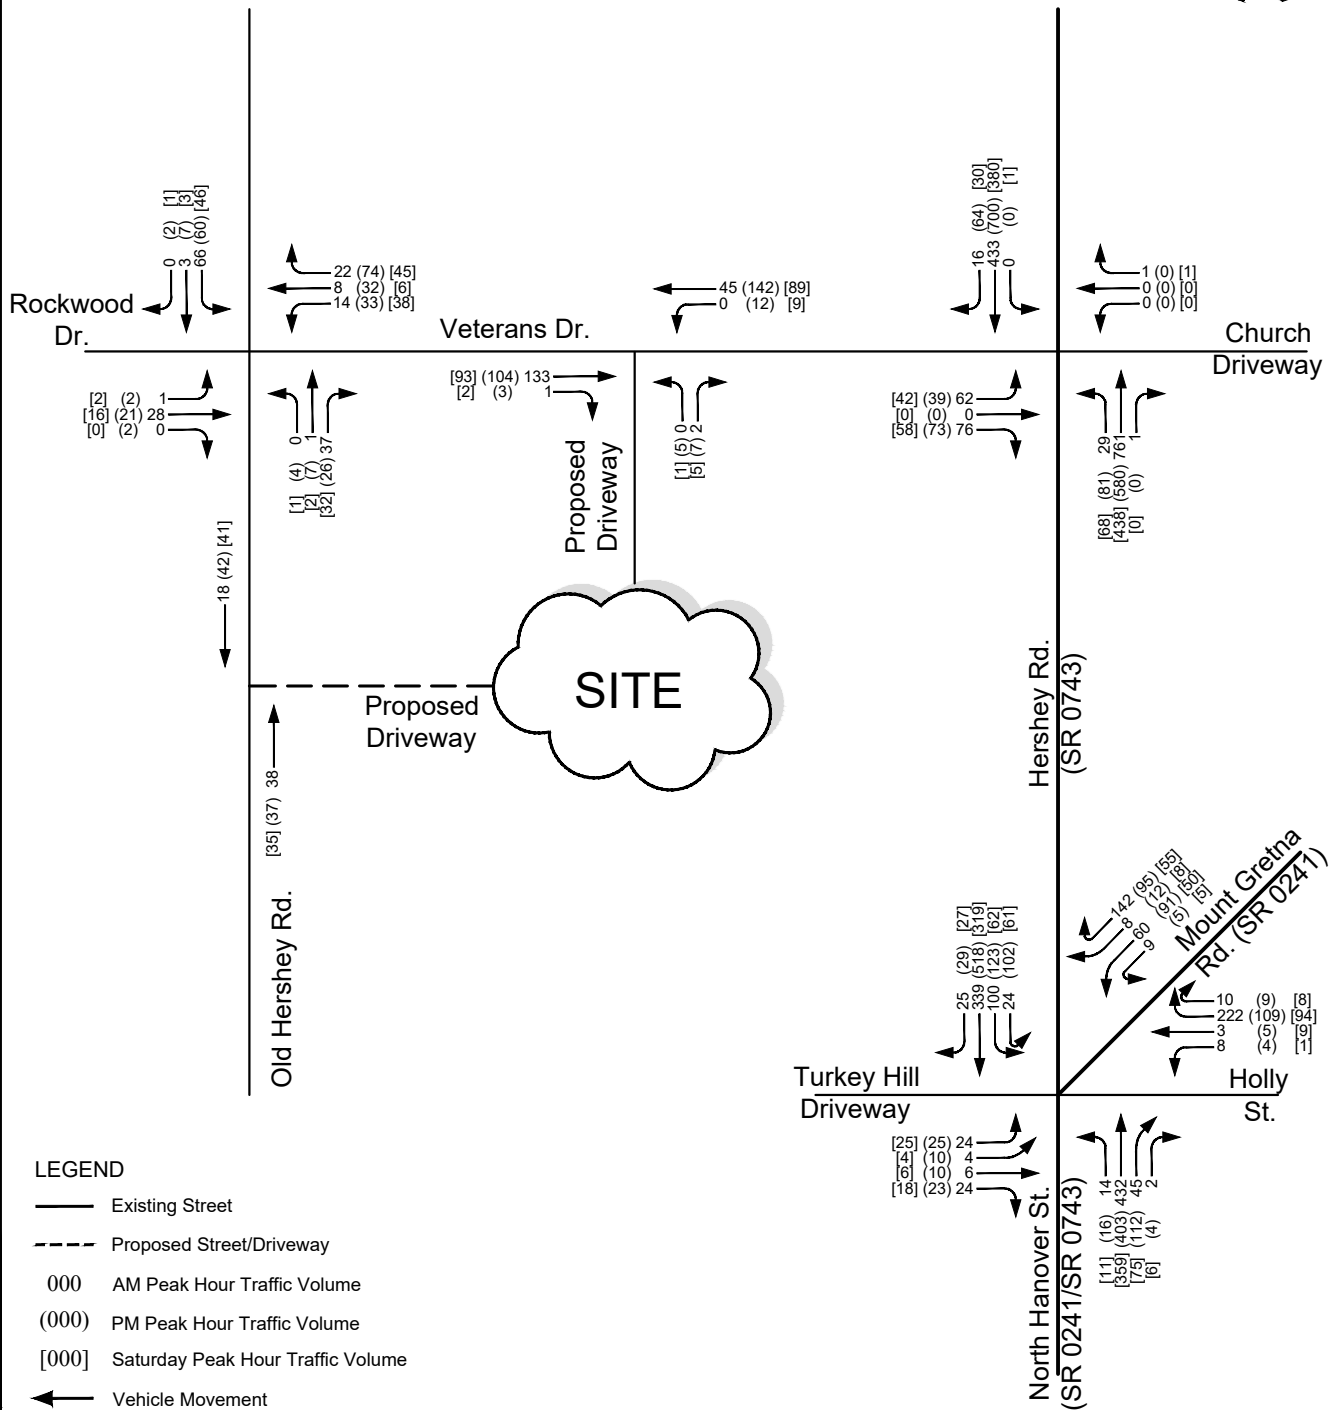 0 (2) [1]
3 (7) [3]
66 (60) [46]
22 (74) [45]
8 (32) [6]
14 (33) [38]
Rockwood
Dr.
Veterans Dr.
45 (142) [89]
0 (12) [9]
16 (64) [30]
433 (700) [380]
0 (0) [1]
1 (0) [1]
0 (0) [0]
0 (0) [0]
Church
Driveway
[2] (2) 1
[16] (21) 28
[0] (2) 0
[1] (4) 0
[2] (7) 1
[32] (26) 37
[93] (104) 133
[2] (3) 1
[1] (5) 0
[5] (7) 2
Proposed
Driveway
[42] (39) 62
[0] (0) 0
[58] (73) 76
[68] (81) 29
[438] (580) 761
[0] (0) 1
18 (42) [41]
SITE
Proposed
Driveway
[35] (37) 38
Old Hershey Rd.
Hershey Rd.
(SR 0743)
142 (95) [55]
8 (12) [8]
60 (91) [50]
9 (5) [5]
Mount Gretna
Rd. (SR 0241)
25 (29) [27]
339 (518) [319]
100 (123) [62]
24 (102) [61]
10 (9) [8]
222 (109) [94]
3 (5) [9]
8 (4) [1]
Turkey Hill
Driveway
Holly
St.
[25] (25) 24
[4] (10) 4
[6] (10) 6
[18] (23) 24
[11] (16) 14
[359] (403) 432
[75] (112) 45
[6] (4) 2
North Hanover St.
(SR 0241/SR 0743)
LEGEND
Existing Street
Proposed Street/Driveway
000 AM Peak Hour Traffic Volume
(000) PM Peak Hour Traffic Volume
[000] Saturday Peak Hour Traffic Volume
Vehicle Movement